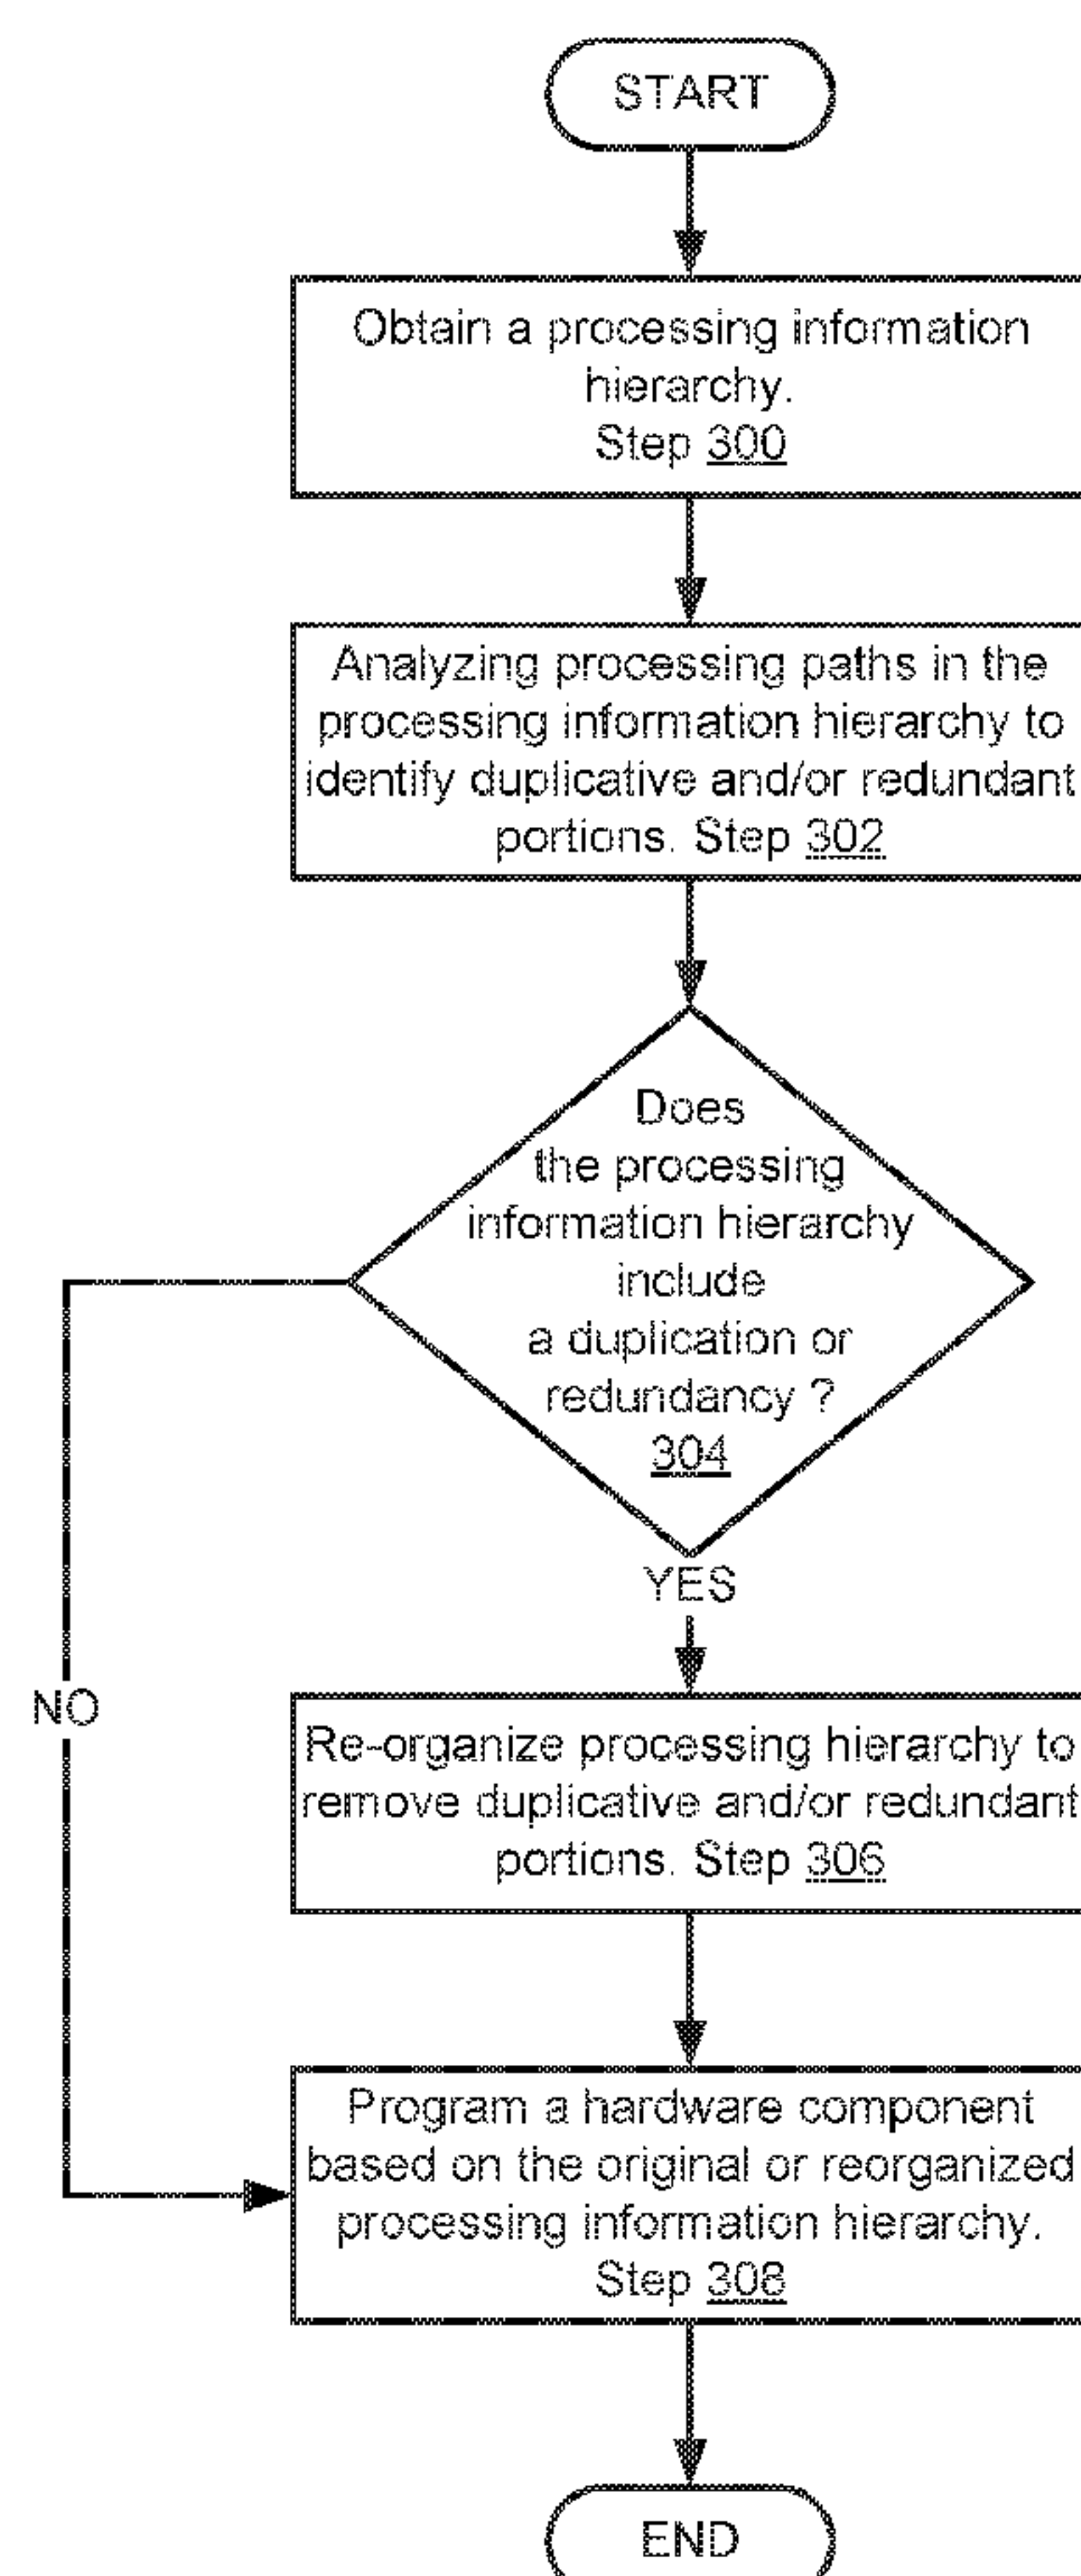 START
Obtain a processing information
hierarchy.
Step 300
Analyzing processing paths in the
processing information hierarchy to
identify duplicative and/or redundant
portions. Step 302
Does
the processing
information hierarchy
include
a duplication or
redundancy ?
304
YES
NO
Re-organize processing hierarchy to
remove duplicative and/or redundant
portions. Step 306
Program a hardware component
based on the original or reorganized
processing information hierarchy.
Step 308
END